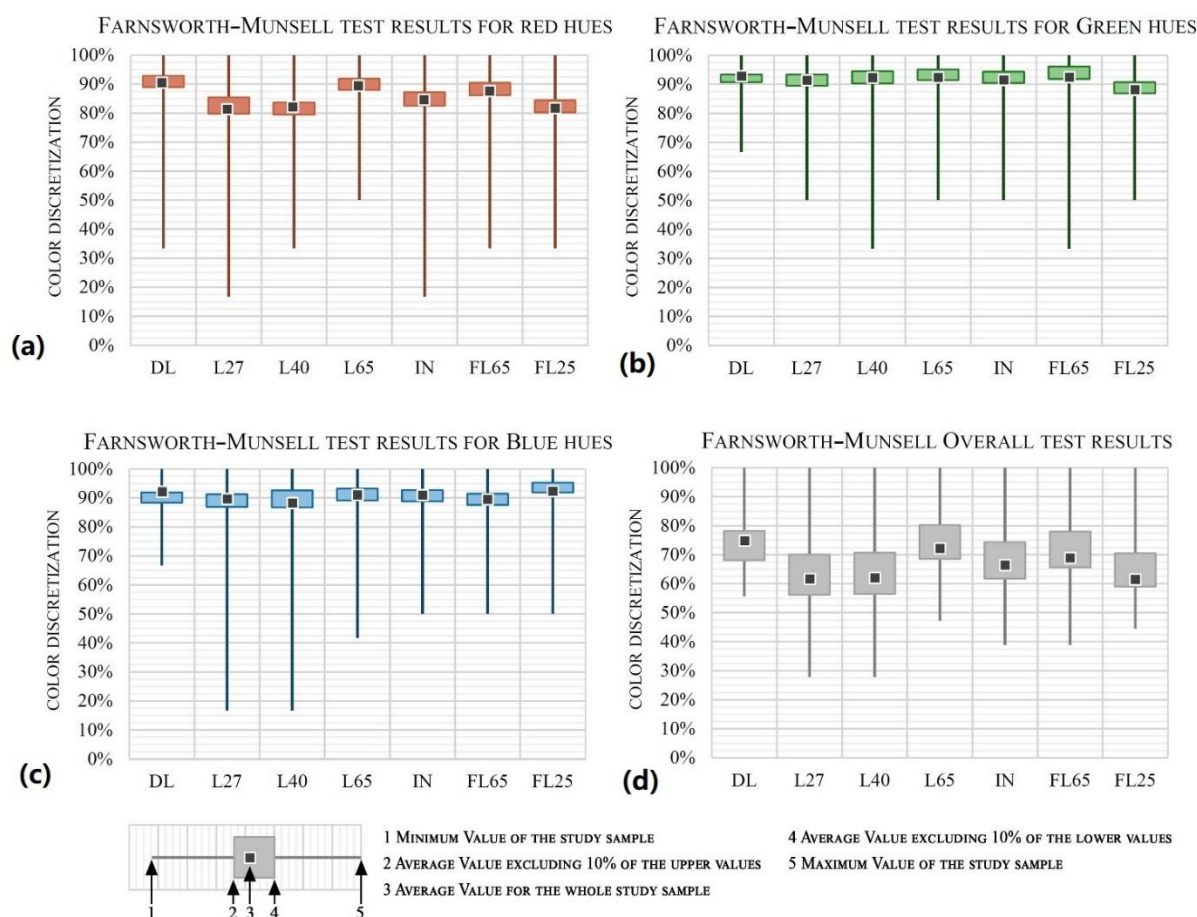 FARNSWORTH-MUNSELL TEST RESULTS FOR RED HUES
COLOR DISCRETIZATION
100%
90%
80%
70%
60%
50%
40%
30%
20%
10%
0%
DL L27 L40 L65 IN FL65 FL25
(a)
FARNSWORTH-MUNSELL TEST RESULTS FOR GREEN HUES
COLOR DISCRETIZATION
100%
90%
80%
70%
60%
50%
40%
30%
20%
10%
0%
DL L27 L40 L65 IN FL65 FL25
(b)
FARNSWORTH-MUNSELL TEST RESULTS FOR BLUE HUES
COLOR DISCRETIZATION
100%
90%
80%
70%
60%
50%
40%
30%
20%
10%
0%
DL L27 L40 L65 IN FL65 FL25
(c)
FARNSWORTH-MUNSELL OVERALL TEST RESULTS
COLOR DISCRETIZATION
100%
90%
80%
70%
60%
50%
40%
30%
20%
10%
0%
DL L27 L40 L65 IN FL65 FL25
(d)
1 2 3 4 5
1 MINIMUM VALUE OF THE STUDY SAMPLE
2 AVERAGE VALUE EXCLUDING 10% OF THE UPPER VALUES
3 AVERAGE VALUE FOR THE WHOLE STUDY SAMPLE
4 AVERAGE VALUE EXCLUDING 10% OF THE LOWER VALUES
5 MAXIMUM VALUE OF THE STUDY SAMPLE